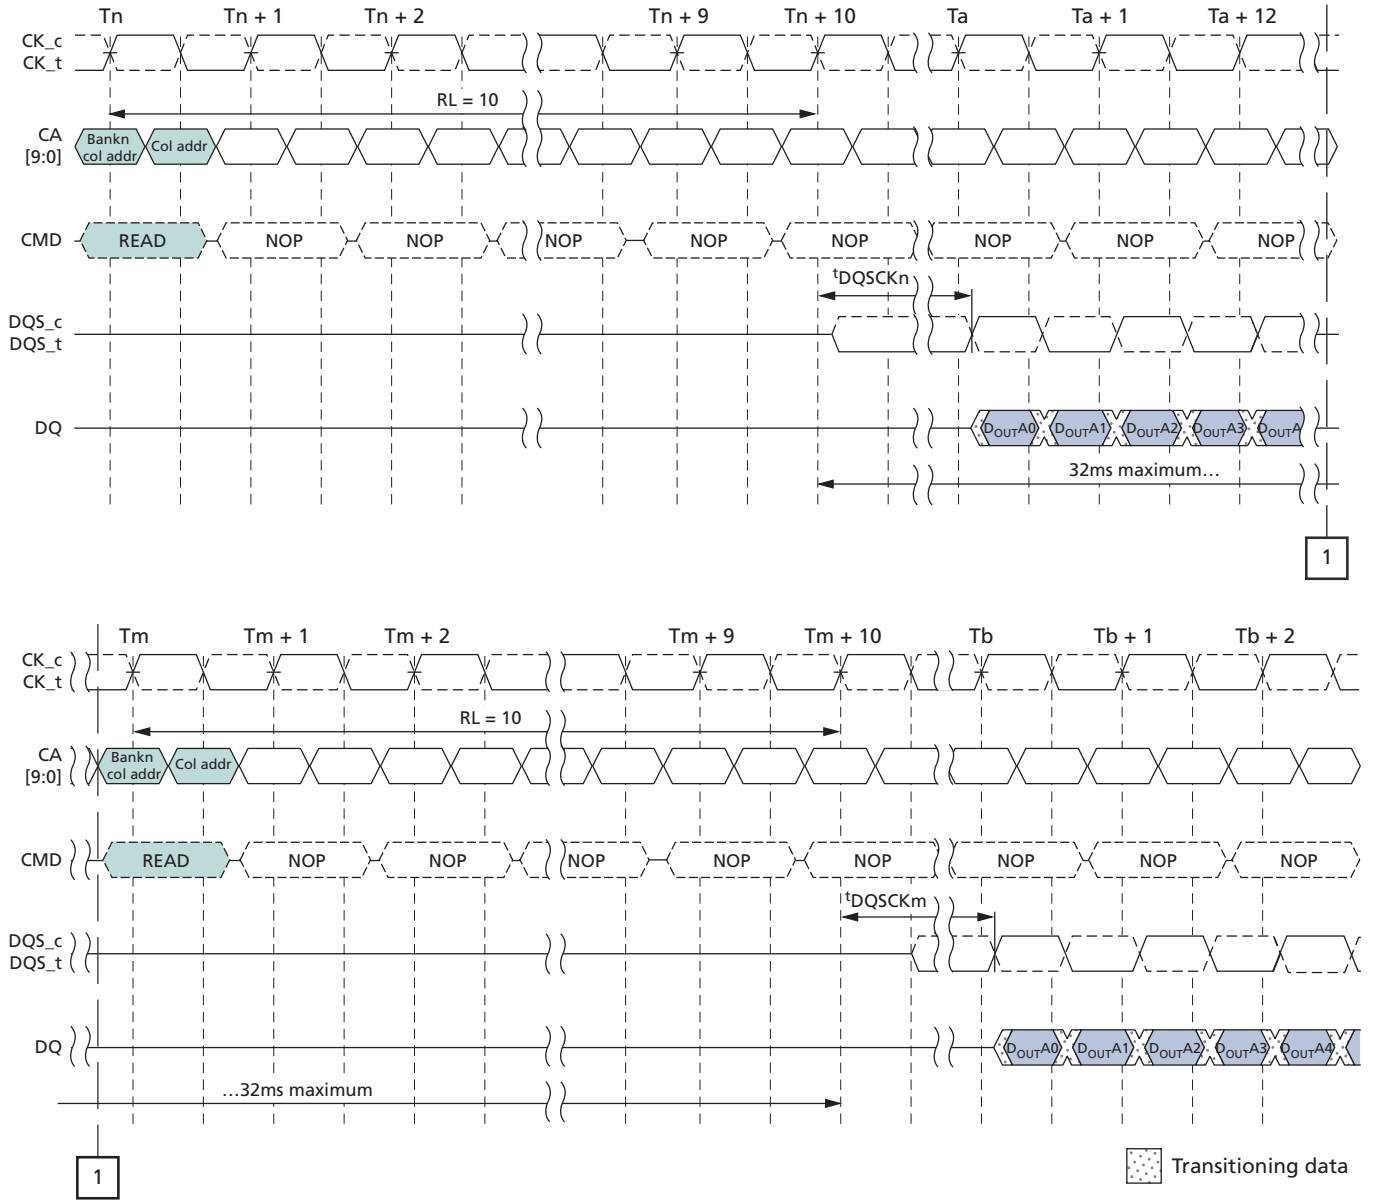 Tn Tn + 1 Tn + 2 Tn + 9 Tn + 10 Ta Ta + 1 Ta + 12
CK_c
CK_t
RL = 10
CA
[9:0]
Bankn
col addr
Col addr
CMD READ NOP NOP NOP NOP NOP NOP NOP NOP
tDQSCKn
DQS_c
DQS_t
DQ DOUTA0 DOUTA1 DOUTA2 DOUTA3 DOUTA
32ms maximum…
1
Tm Tm + 1 Tm + 2 Tm + 9 Tm + 10 Tb Tb + 1 Tb + 2
CK_c
CK_t
RL = 10
CA
[9:0]
Bankn
col addr
Col addr
CMD READ NOP NOP NOP NOP NOP NOP NOP NOP
tDQSCKm
DQS_c
DQS_t
DQ DOUTA0 DOUTA1 DOUTA2 DOUTA3 DOUTA4
…32ms maximum
1
Transitioning data